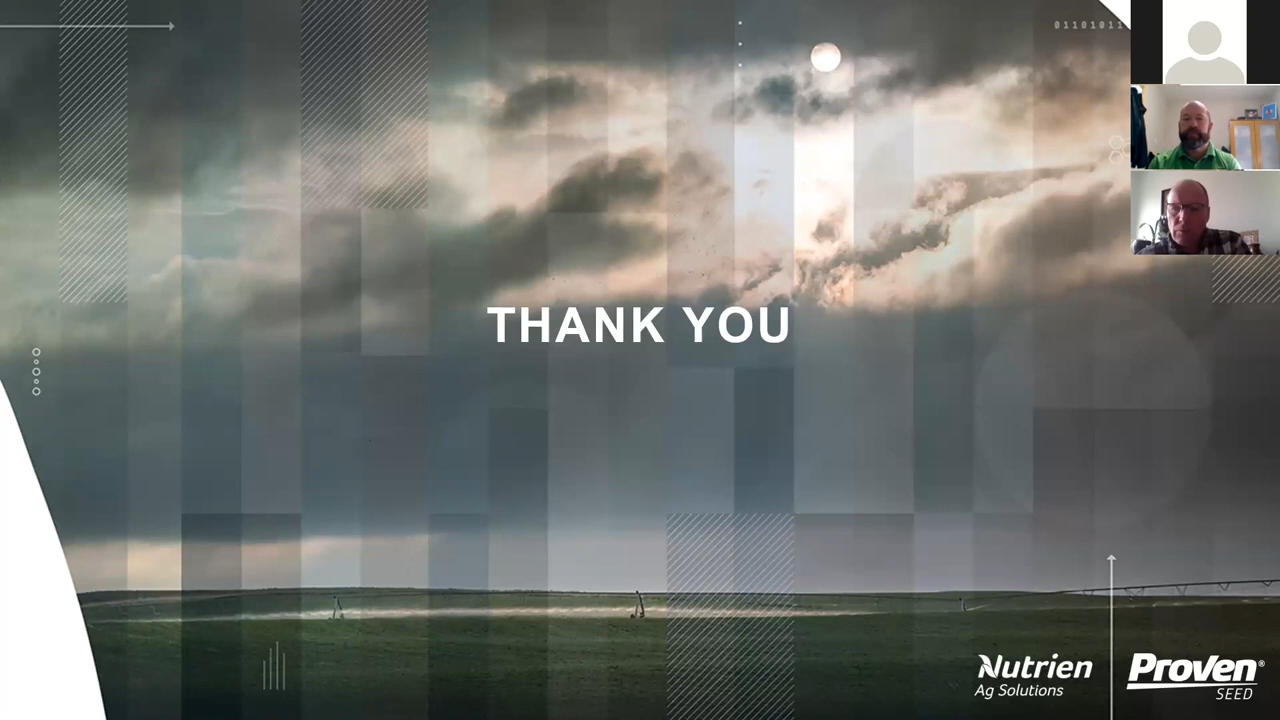 01101011
THANK YOU
Nutrien
Ag Solutions
Proven®
SEED